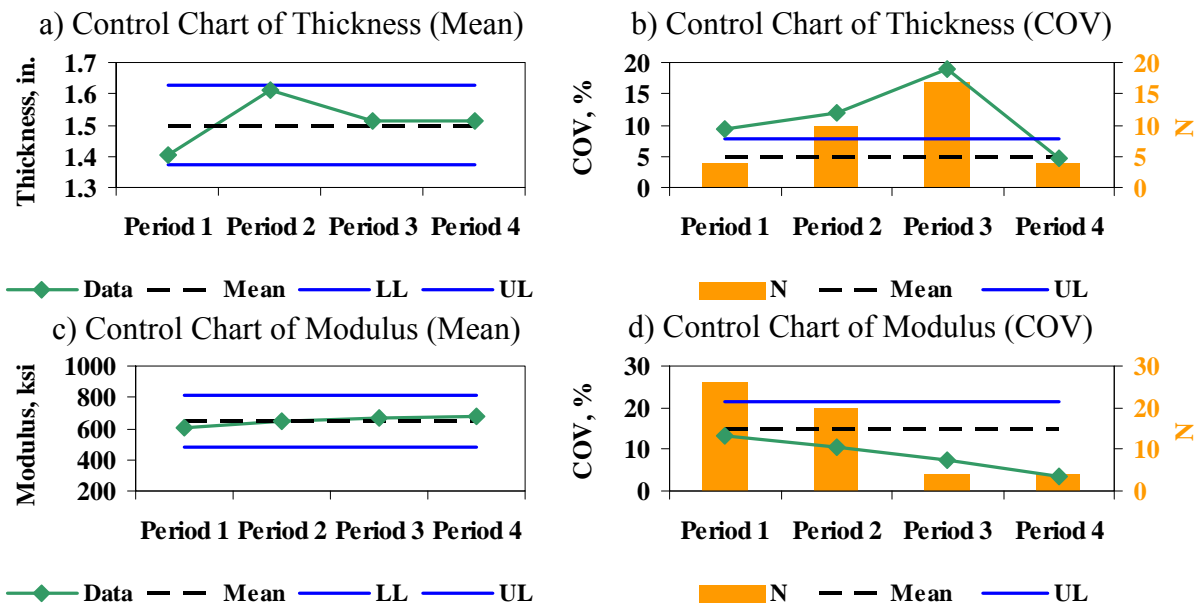 a) Control Chart of Thickness (Mean)
Thickness, in.
1.7
1.6
1.5
1.4
1.3
Period 1 Period 2 Period 3 Period 4
Data Mean LL UL
b) Control Chart of Thickness (COV)
COV, %
20
15
10
5
0
20
15
10
5
0
N
Period 1 Period 2 Period 3 Period 4
N Mean UL
c) Control Chart of Modulus (Mean)
Modulus, ksi
1000
800
600
400
200
Period 1 Period 2 Period 3 Period 4
Data Mean LL UL
d) Control Chart of Modulus (COV)
COV, %
30
20
10
0
30
20
10
0
N
Period 1 Period 2 Period 3 Period 4
N Mean UL